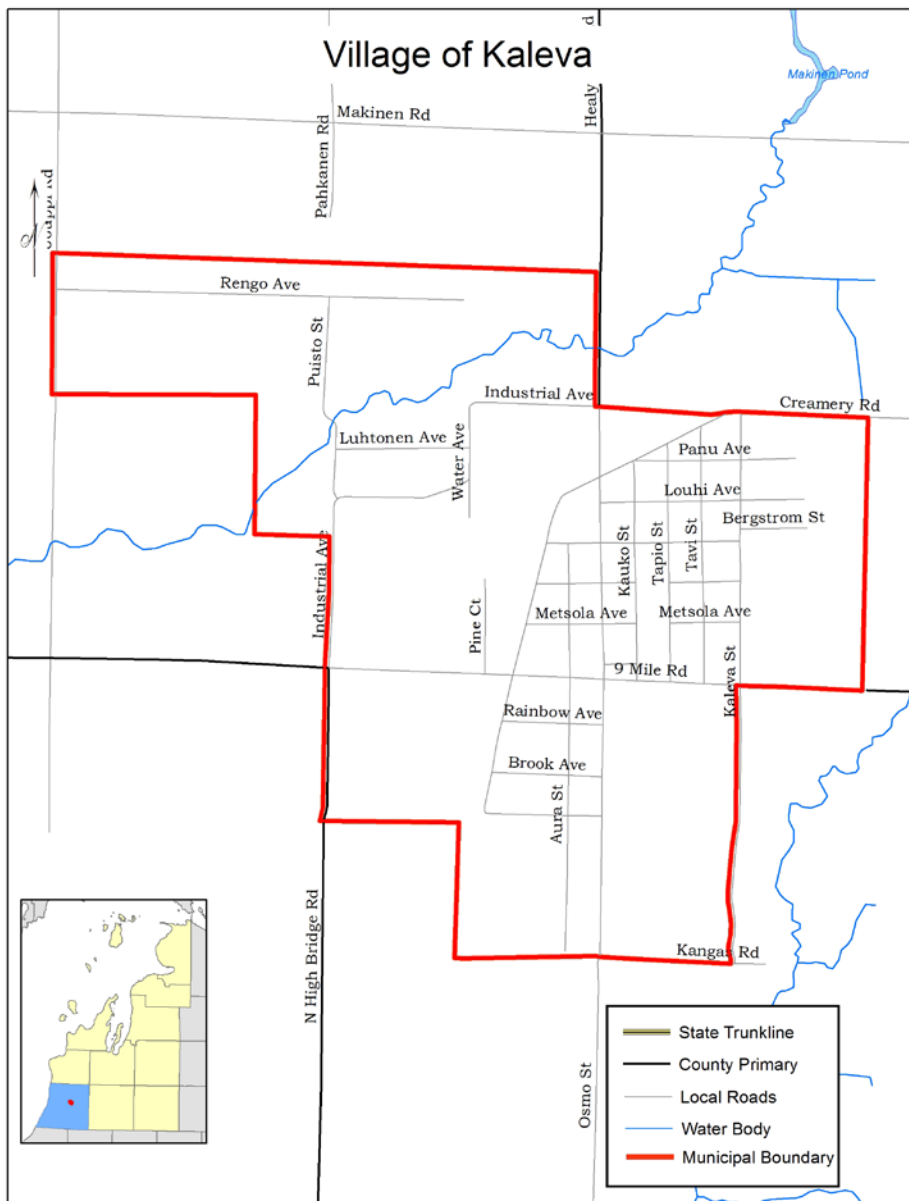 Village of Kaleva
Healy
d
Makinen Pond
Makinen Rd
Pahkanen Rd
Rengo Ave
Puisto St
Industrial Ave
Creamery Rd
Luhtonen Ave
Water Ave
Panu Ave
Louhi Ave
Bergstrom St
Kauko St
Tapio St
Tavi St
Industrial Ave
Metsola Ave
Metsola Ave
Pine Ct
9 Mile Rd
Kaleva St
Rainbow Ave
Brook Ave
Aura St
N High Bridge Rd
Kangas Rd
Osmo St
State Trunkline
County Primary
Local Roads
Water Body
Municipal Boundary